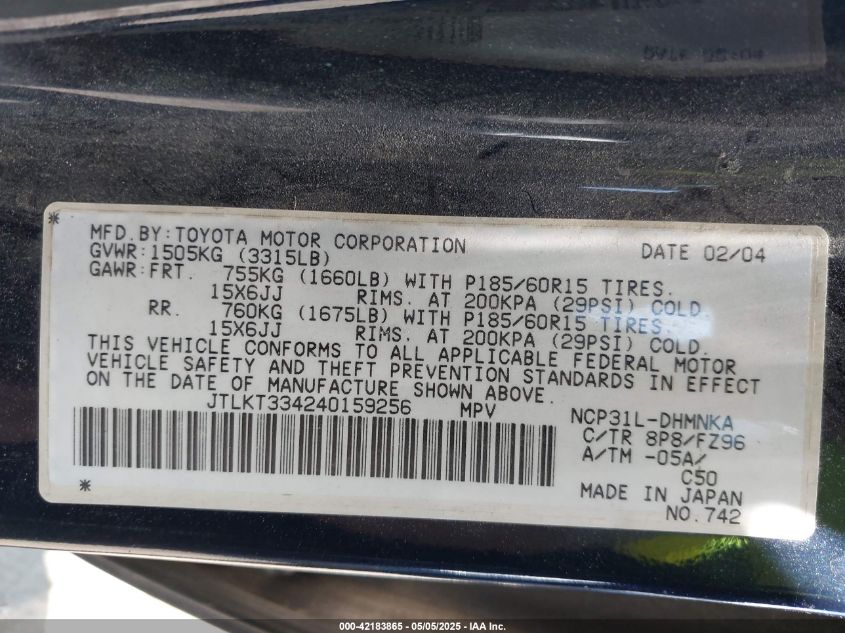 MFD.BY:TOYOTA MOTOR CORPORATION DATE 02/04
GVWR:1505KG (3315LB)
GAWR:FRT. 755KG (1660LB) WITH P185/60R15 TIRES.
15X6JJ RIMS. AT 200KPA (29PSI) COLD.
RR. 760KG (1675LB) WITH P185/60R15 TIRES.
15X6JJ RIMS. AT 200KPA (29PSI) COLD.
THIS VEHICLE CONFORMS TO ALL APPLICABLE FEDERAL MOTOR
VEHICLE SAFETY AND THEFT PREVENTION STANDARDS IN EFFECT
ON THE DATE OF MANUFACTURE SHOWN ABOVE.
JTLKT334240159256 MPV NCP31L-DHMNKA
C/TR 8P8/FZ96
A/TM -05A/
C50
MADE IN JAPAN
NO.742
000-42183865 - 05/05/2025 - IAA Inc.